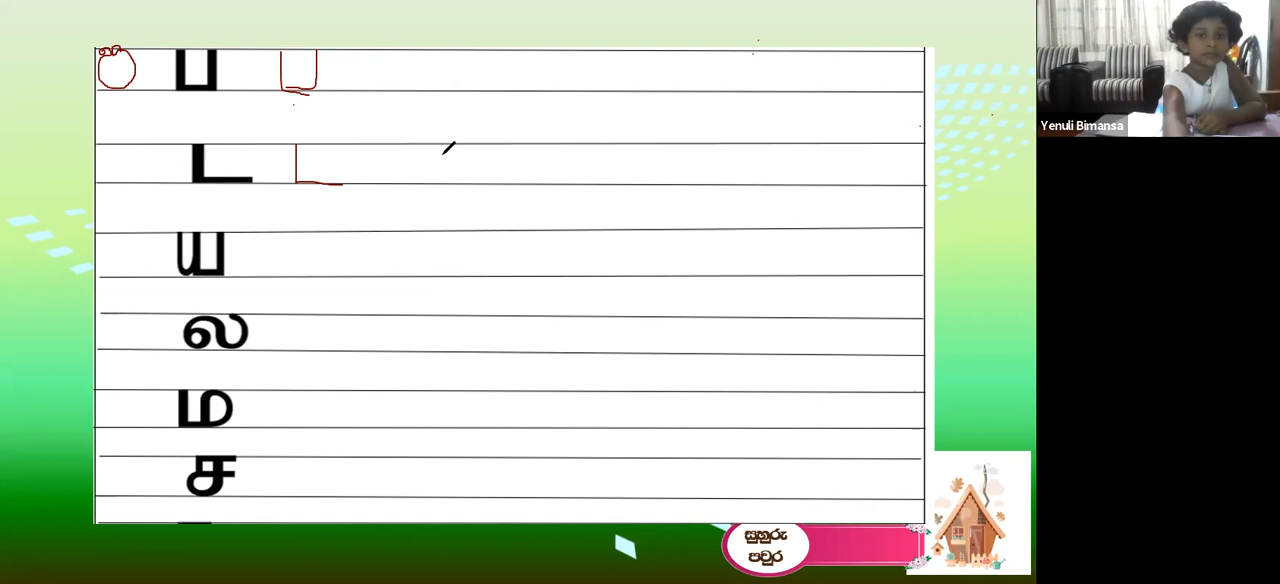 ப ப
ட ட
ய
ல
ம
ச
සුහුරු
පවුර
Yenuli Bimansa